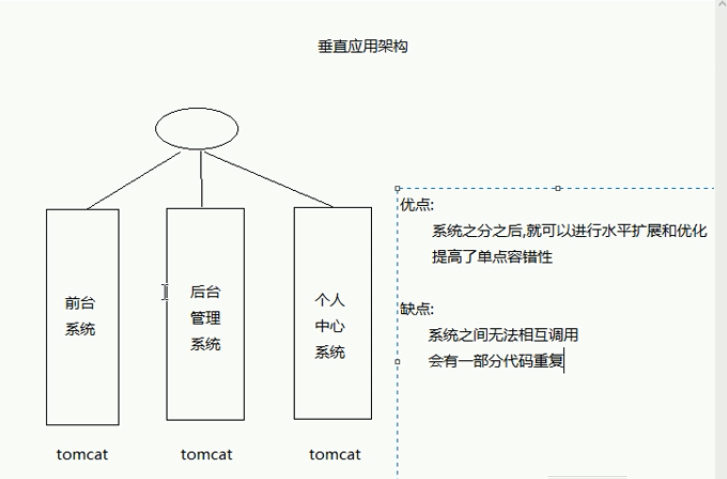 垂直应用架构
优点:
系统之分之后,就可以进行水平扩展和优化
提高了单点容错性
缺点:
系统之间无法相互调用
会有一部分代码重复
前台
系统
后台
管理
系统
个人
中心
系统
tomcat
tomcat
tomcat